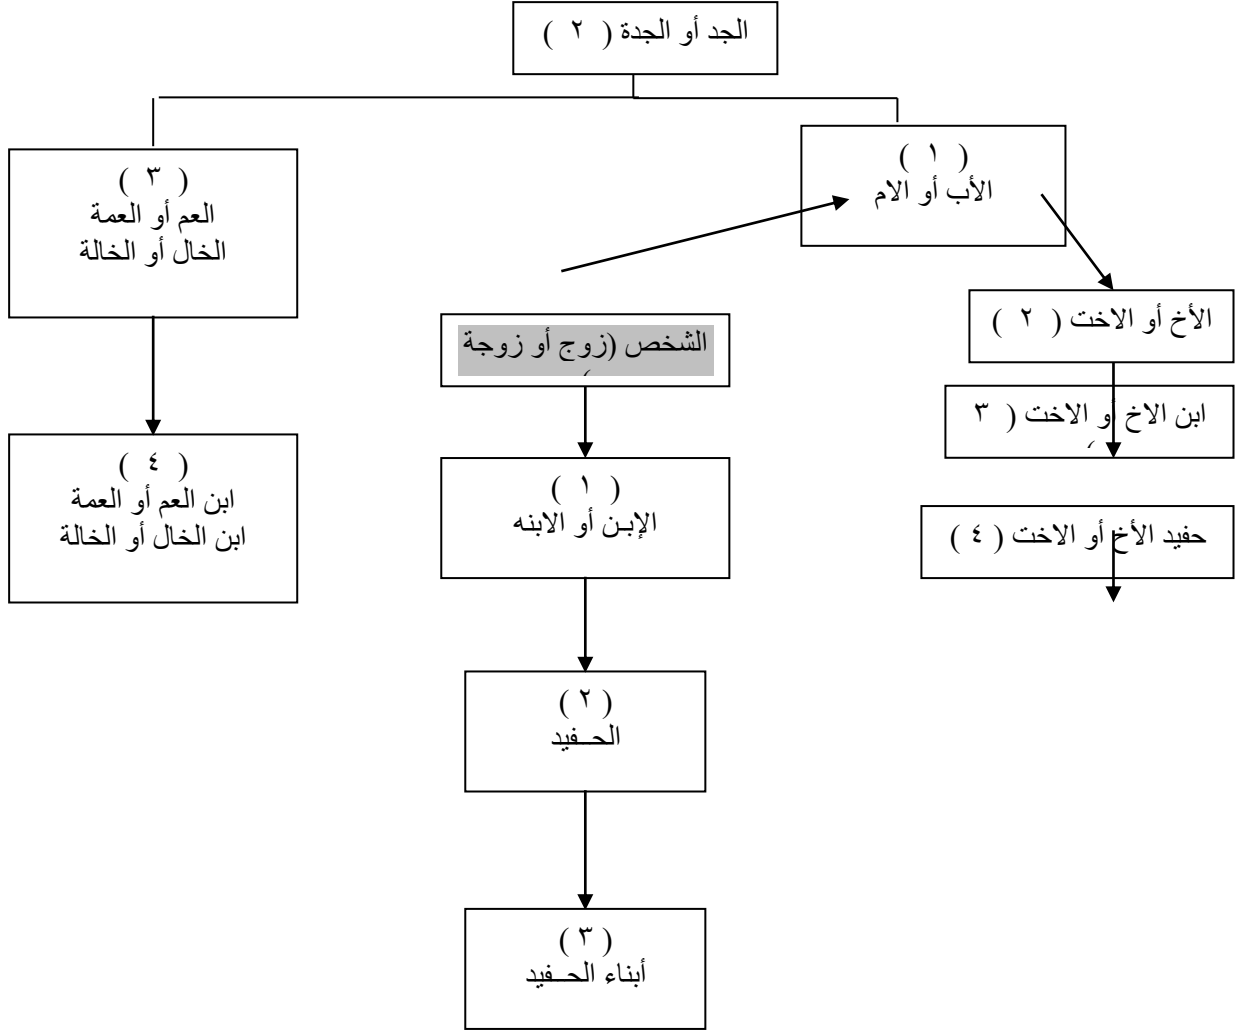 الجد أو الجدة ( ٢ )
( ١ )
الأب أو الام
( ٣ )
العم أو العمة
الخال أو الخالة
الأخ أو الاخت ( ٢ )
الشخص (زوج أو زوجة
)
ابن الاخ أو الاخت ( ٣
)
( ٤ )
ابن العم أو العمة
ابن الخال أو الخالة
( ١ )
الإبـن أو الابنه
حفيد الأخ أو الاخت ( ٤ )
( ٢ )
الحــفيد
( ٣ )
أبناء الحــفيد